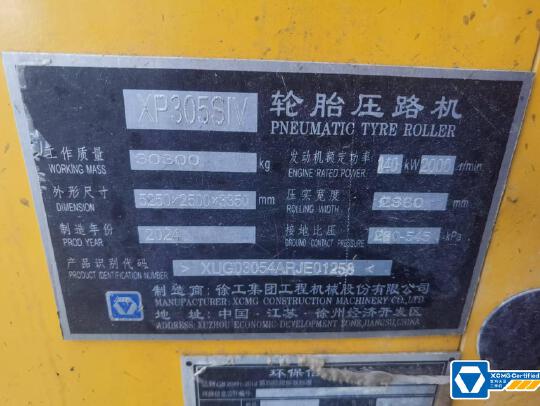 XP305SIV 轮胎压路机
PNEUMATIC TYRE ROLLER
工作质量 30300 kg 发动机额定功率 140 kW 2000 r/min
WORKING MASS ENGINE RATED POWER
外形尺寸 5250×2500×3350 mm 压实宽度 2360 mm
DIMENSION ROLLING WIDTH
制造年份 2024 接地比压 kPa
PROD YEAR GROUND CONTACT PRESSURE
产品识别代码 > XUG03054ARJE01258 <
PRODUCT IDENTIFICATION NUMBER
制造商:徐工集团工程机械股份有限公司
MANUFACTURER: XCMG CONSTRUCTION MACHINERY CO.,LTD.
地址:中国·江苏·徐州经济开发区
ADDRESS: XUZHOU ECONOMIC DEVELOPMENT ZONE, JIANGSU, CHINA
环保信
XCMG Certified